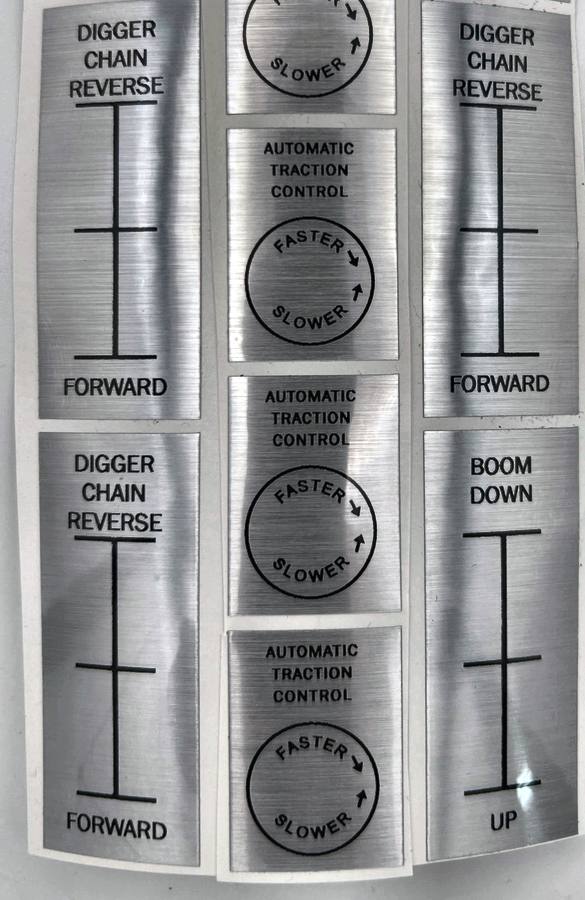 DIGGER
CHAIN
REVERSE
FORWARD
DIGGER
CHAIN
REVERSE
FORWARD
SLOWER
AUTOMATIC
TRACTION
CONTROL
FASTER
SLOWER
AUTOMATIC
TRACTION
CONTROL
FASTER
SLOWER
AUTOMATIC
TRACTION
CONTROL
FASTER
SLOWER
DIGGER
CHAIN
REVERSE
FORWARD
BOOM
DOWN
UP